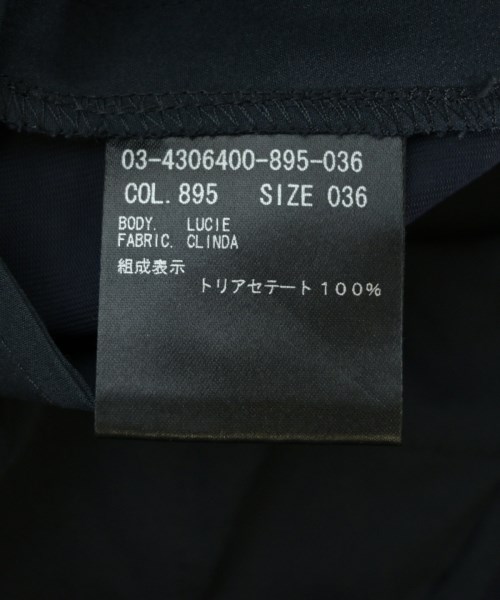 03-4306400-895-036
COL. 895 SIZE 036
BODY. LUCIE
FABRIC. CLINDA
組成表示
トリアセテート100%